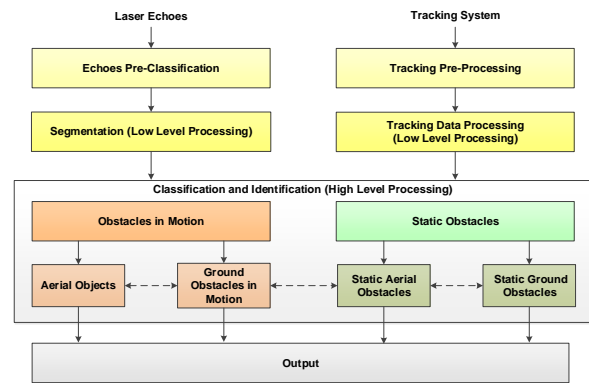 Laser Echoes
Tracking System
Echoes Pre-Classification
Tracking Pre-Processing
Segmentation (Low Level Processing)
Tracking Data Processing
(Low Level Processing)
Classification and Identification (High Level Processing)
Obstacles in Motion
Static Obstacles
Aerial Objects
Ground
Obstacles in
Motion
Static Aerial
Obstacles
Static Ground
Obstacles
Output